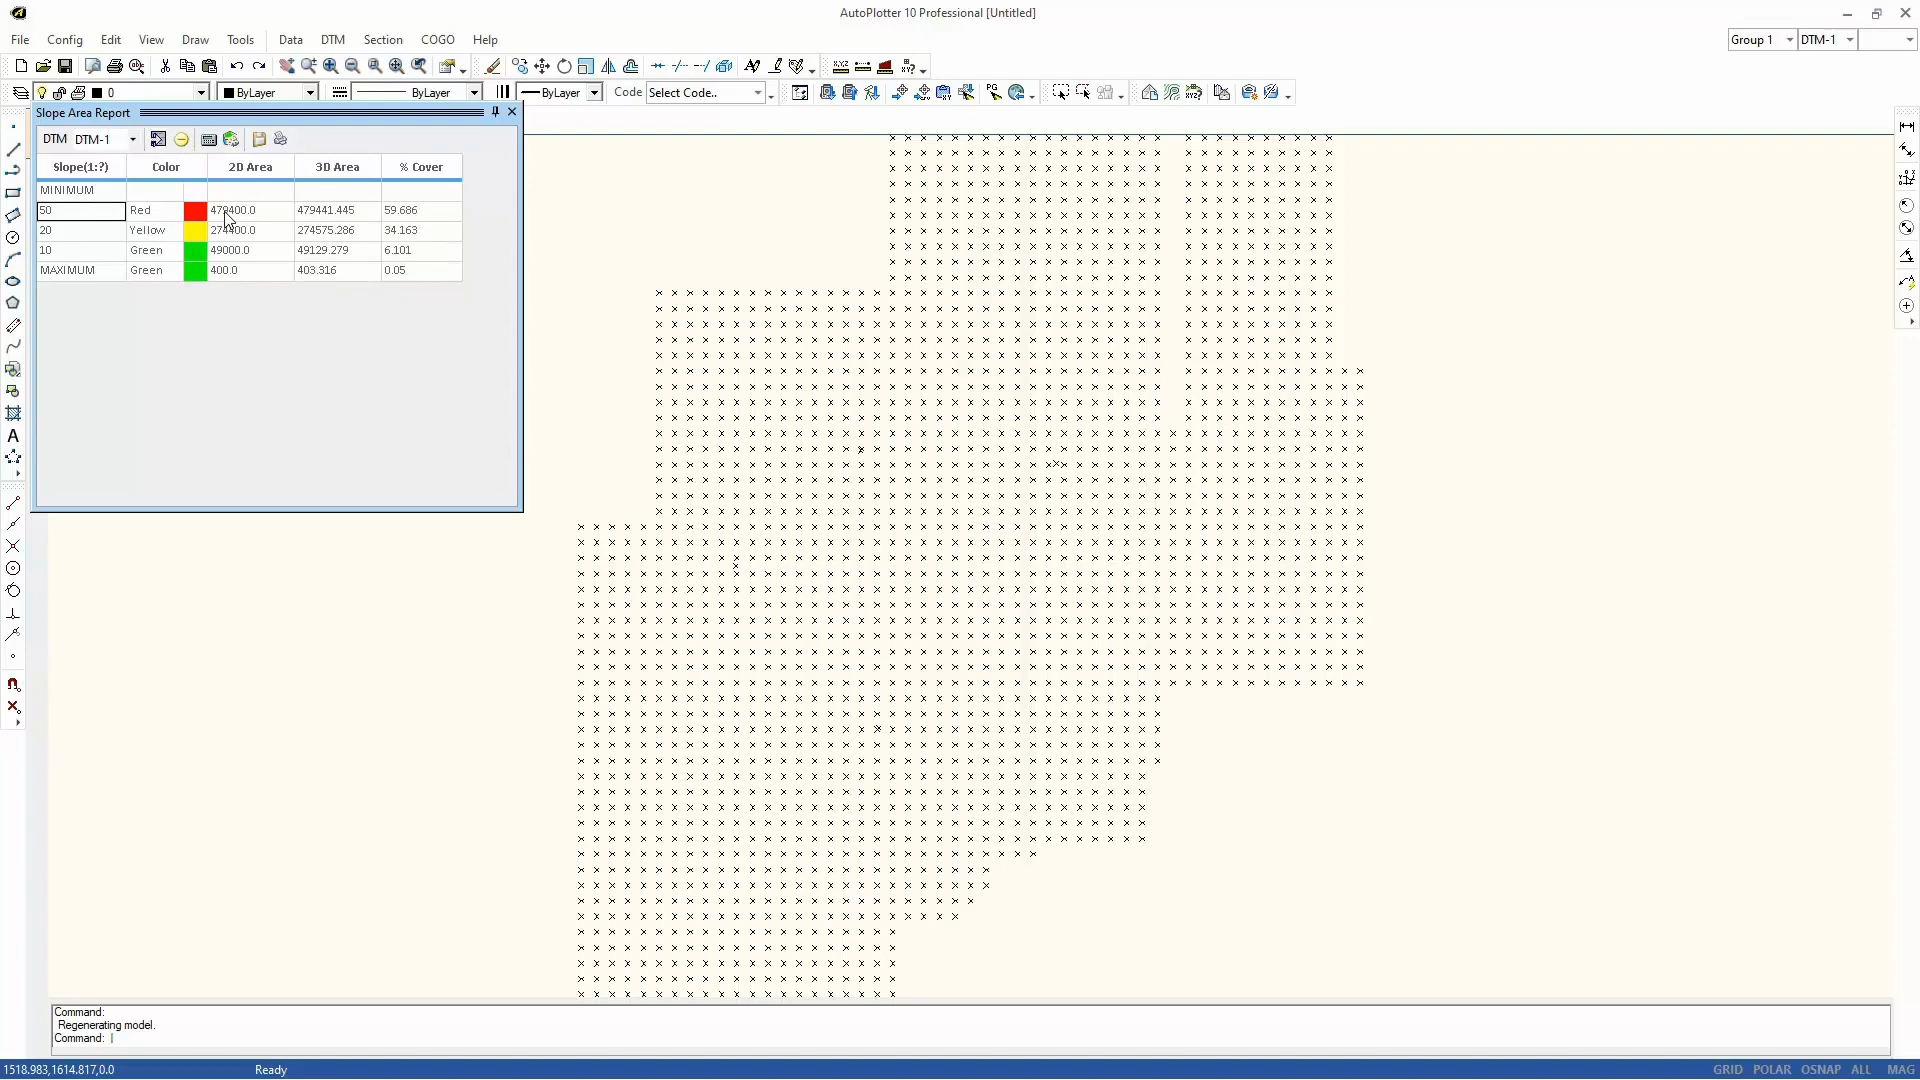 AutoPlotter 10 Professional [Untitled]
File Config Edit View Draw Tools Data DTM Section COGO Help
Group 1 DTM-1
0 ByLayer ByLayer ByLayer Code Select Code..
Slope Area Report
DTM DTM-1
Slope(1:?) Color 2D Area 3D Area % Cover
MINIMUM
50 Red 479400.0 479441.445 59.686
20 Yellow 274400.0 274575.286 34.163
10 Green 49000.0 49129.279 6.101
MAXIMUM Green 400.0 403.316 0.05
Command:
Regenerating model.
Command:
1518.983,1614.817,0.0 Ready GRID POLAR OSNAP ALL MAG